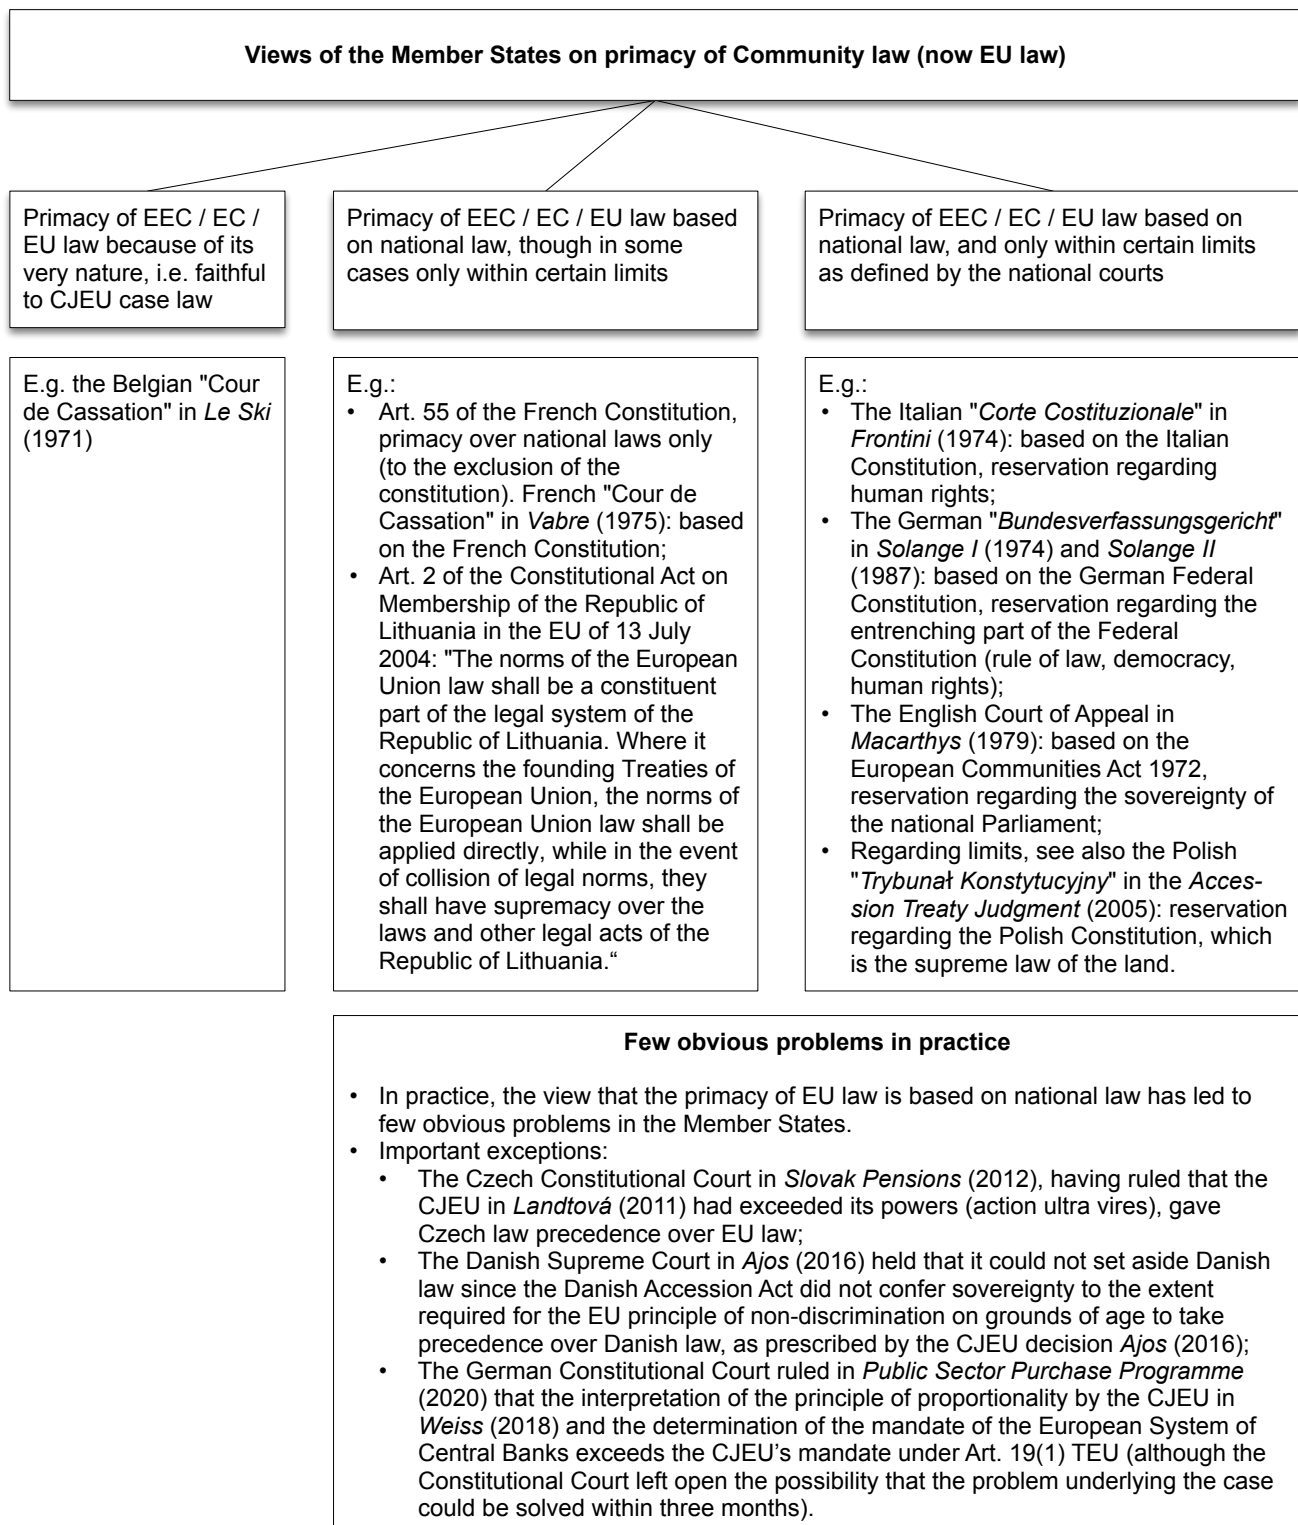 Views of the Member States on primacy of Community law (now EU law)
Primacy of EEC / EC /
EU law because of its
very nature, i.e. faithful
to CJEU case law
Primacy of EEC / EC / EU law based
on national law, though in some
cases only within certain limits
Primacy of EEC / EC / EU law based on
national law, and only within certain limits
as defined by the national courts
E.g. the Belgian "Cour
de Cassation" in Le Ski
(1971)
E.g.:
• Art. 55 of the French Constitution,
primacy over national laws only
(to the exclusion of the
constitution). French "Cour de
Cassation" in Vabre (1975): based
on the French Constitution;
• Art. 2 of the Constitutional Act on
Membership of the Republic of
Lithuania in the EU of 13 July
2004: "The norms of the European
Union law shall be a constituent
part of the legal system of the
Republic of Lithuania. Where it
concerns the founding Treaties of
the European Union, the norms of
the European Union law shall be
applied directly, while in the event
of collision of legal norms, they
shall have supremacy over the
laws and other legal acts of the
Republic of Lithuania.“
E.g.:
• The Italian "Corte Costituzionale" in
Frontini (1974): based on the Italian
Constitution, reservation regarding
human rights;
• The German "Bundesverfassungsgericht"
in Solange I (1974) and Solange II
(1987): based on the German Federal
Constitution, reservation regarding the
entrenching part of the Federal
Constitution (rule of law, democracy,
human rights);
• The English Court of Appeal in
Macarthys (1979): based on the
European Communities Act 1972,
reservation regarding the sovereignty of
the national Parliament;
• Regarding limits, see also the Polish
"Trybunał Konstytucyjny" in the Acces-
sion Treaty Judgment (2005): reservation
regarding the Polish Constitution, which
is the supreme law of the land.
Few obvious problems in practice
• In practice, the view that the primacy of EU law is based on national law has led to
few obvious problems in the Member States.
• Important exceptions:
• The Czech Constitutional Court in Slovak Pensions (2012), having ruled that the
CJEU in Landtová (2011) had exceeded its powers (action ultra vires), gave
Czech law precedence over EU law;
• The Danish Supreme Court in Ajos (2016) held that it could not set aside Danish
law since the Danish Accession Act did not confer sovereignty to the extent
required for the EU principle of non-discrimination on grounds of age to take
precedence over Danish law, as prescribed by the CJEU decision Ajos (2016);
• The German Constitutional Court ruled in Public Sector Purchase Programme
(2020) that the interpretation of the principle of proportionality by the CJEU in
Weiss (2018) and the determination of the mandate of the European System of
Central Banks exceeds the CJEU’s mandate under Art. 19(1) TEU (although the
Constitutional Court left open the possibility that the problem underlying the case
could be solved within three months).